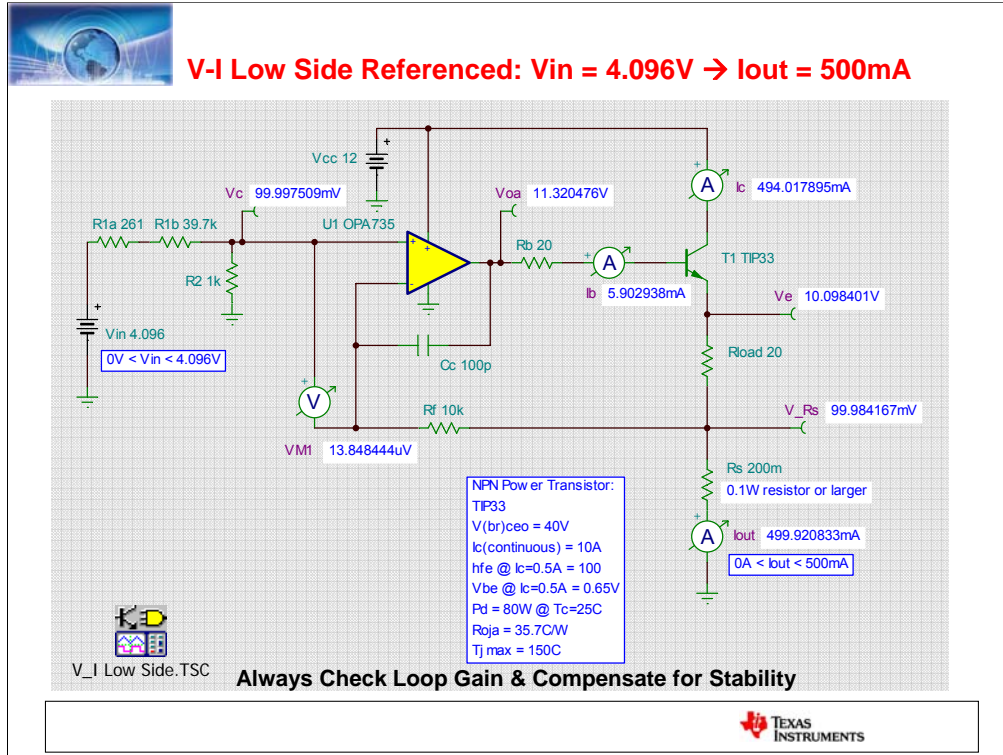 V-I Low Side Referenced: Vin = 4.096V → Iout = 500mA
Vcc 12
+
Vc 99.997509mV
Voa 11.320476V
+
A
Ic 494.017895mA
R1a 261
R1b 39.7k
U1 OPA735
+
+
-
Rb 20
+
A
T1 TIP33
R2 1k
Ib 5.902938mA
Ve 10.098401V
+
Vin 4.096
0V < Vin < 4.096V
Cc 100p
Rload 20
+
V
Rf 10k
V_Rs 99.984167mV
VM1 13.848444uV
Rs 200m
0.1W resistor or larger
NPN Power Transistor:
TIP33
V(br)ceo = 40V
Ic(continuous) = 10A
hfe @ Ic=0.5A = 100
Vbe @ Ic=0.5A = 0.65V
Pd = 80W @ Tc=25C
Roja = 35.7C/W
Tj max = 150C
+
A
Iout 499.920833mA
0A < Iout < 500mA
V_I Low Side.TSC
Always Check Loop Gain & Compensate for Stability
TEXAS
INSTRUMENTS